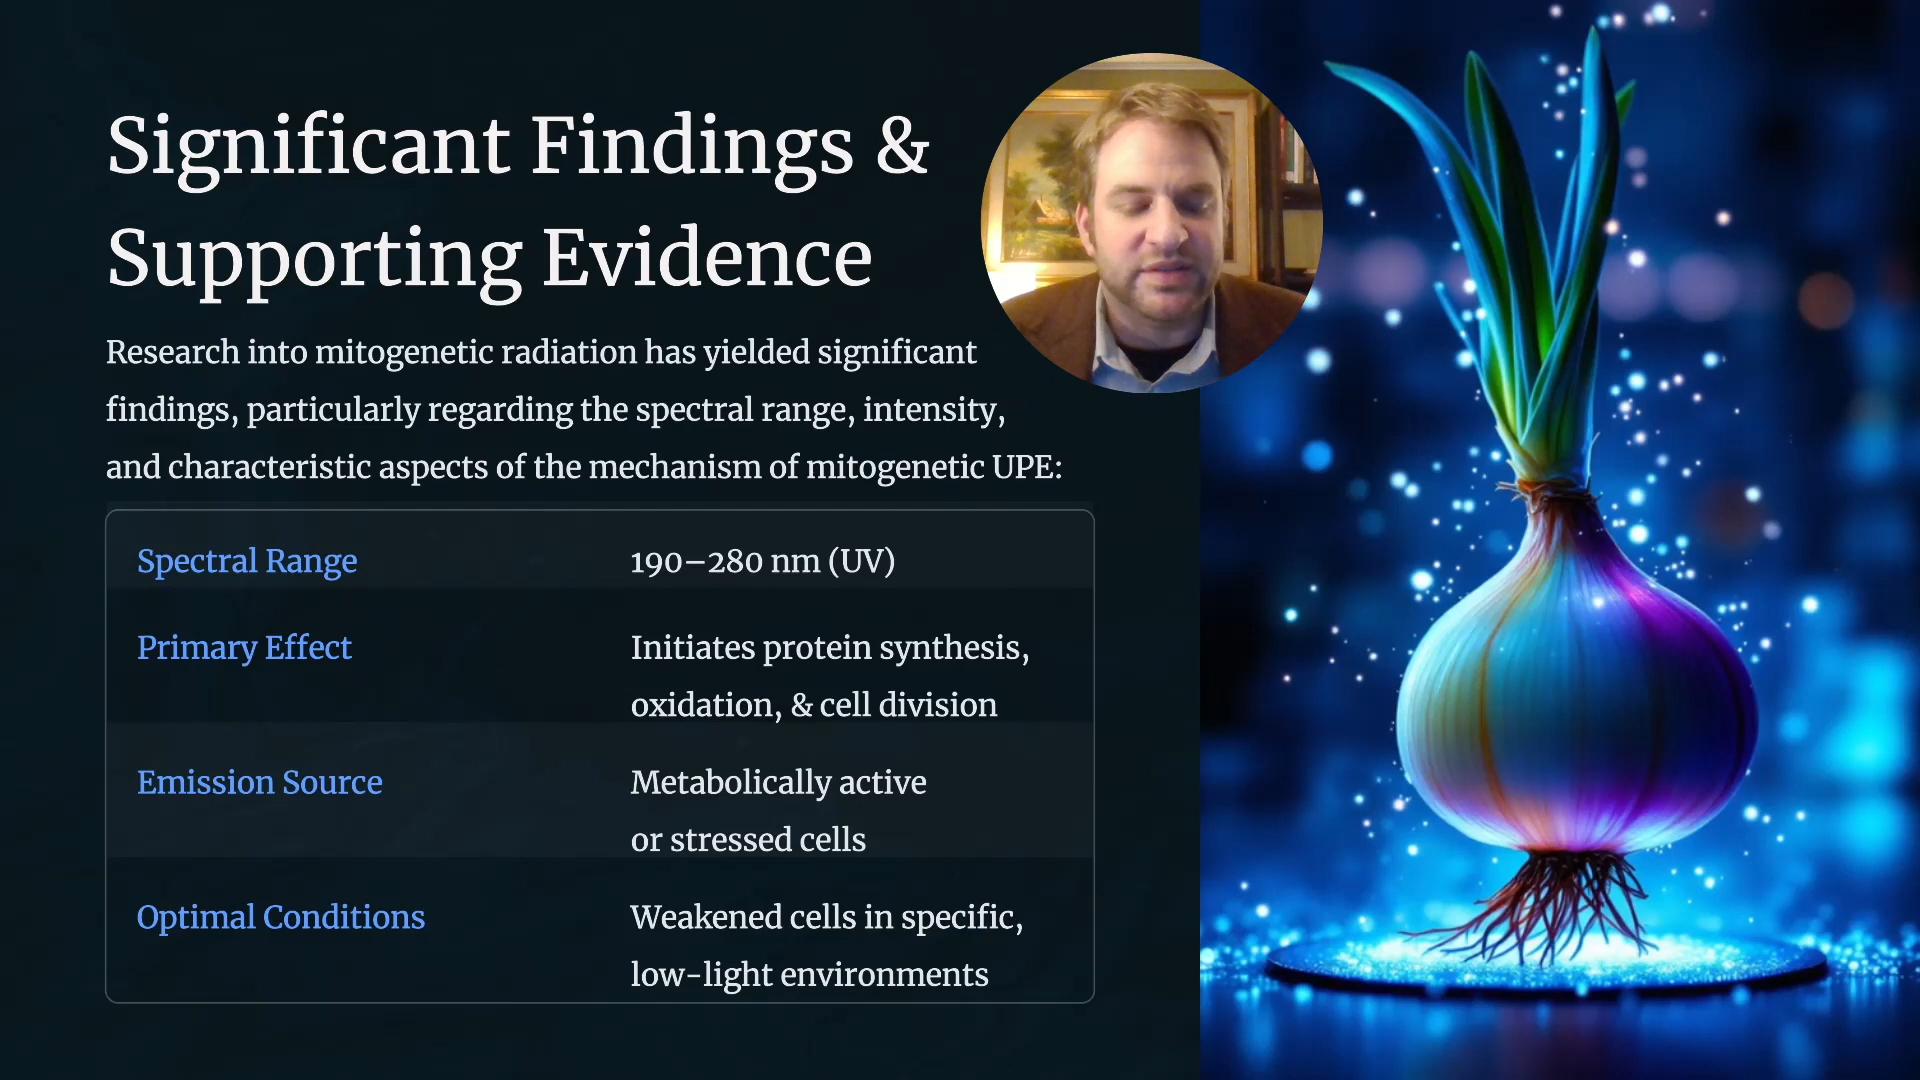 Significant Findings &
Supporting Evidence
Research into mitogenetic radiation has yielded significant
findings, particularly regarding the spectral range, intensity,
and characteristic aspects of the mechanism of mitogenetic UPE:
Spectral Range
190–280 nm (UV)
Primary Effect
Initiates protein synthesis,
oxidation, & cell division
Emission Source
Metabolically active
or stressed cells
Optimal Conditions
Weakened cells in specific,
low-light environments